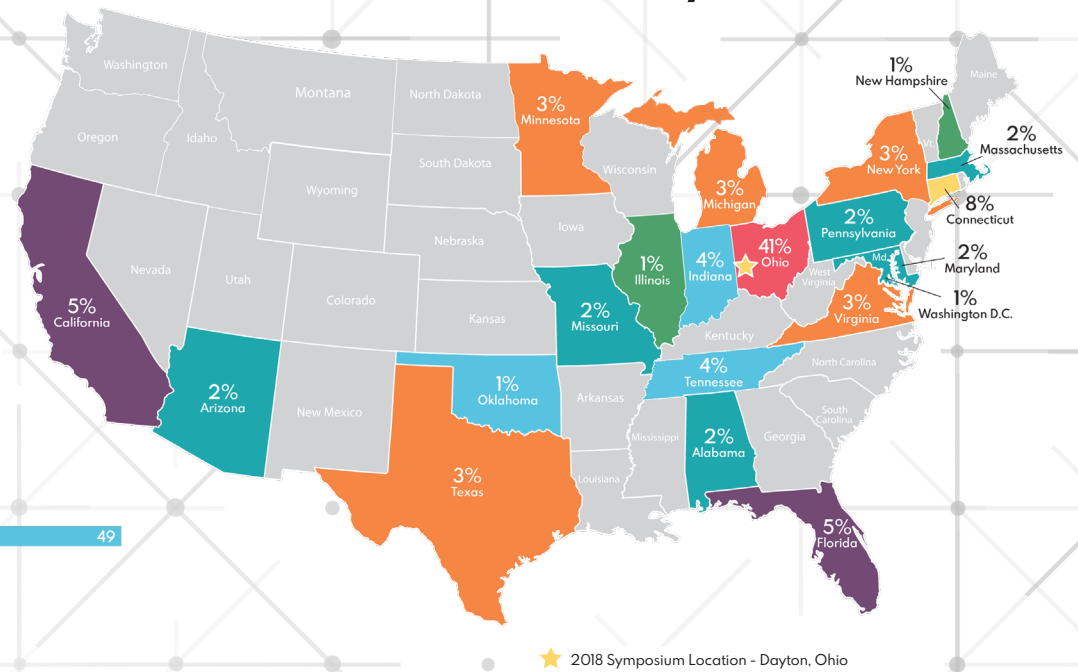 1%
New Hampshire
Maine
Washington
Montana
North Dakota
3%
Minnesota
Oregon
Idaho
South Dakota
Wisconsin
Vt.
2%
Massachusetts
3%
New York
Wyoming
3%
Michigan
8%
Connecticut
Iowa
2%
Pennsylvania
Nebraska
Nevada
Utah
1%
Illinois
4%
Indiana
41%
Ohio
Md.
2%
Maryland
West
Virginia
Colorado
5%
California
Kansas
2%
Missouri
Kentucky
3%
Virginia
1%
Washington D.C.
North Carolina
2%
Arizona
New Mexico
1%
Oklahoma
Arkansas
4%
Tennessee
South
Carolina
Mississippi
2%
Alabama
Georgia
3%
Texas
Louisiana
5%
Florida
49
2018 Symposium Location - Dayton, Ohio